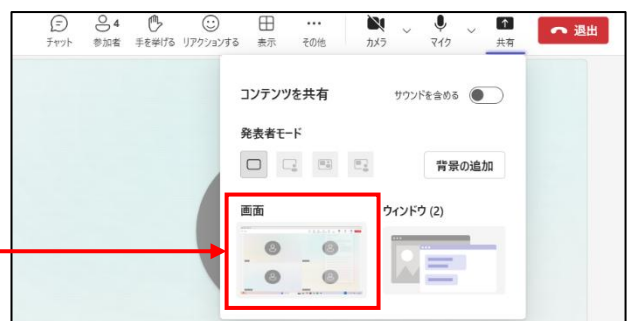 4
チャット 参加者 手を挙げる リアクションする 表示 その他 カメラ マイク 共有 退出
コンテンツを共有 サウンドを含める
発表者モード
背景の追加
画面 ウィンドウ (2)